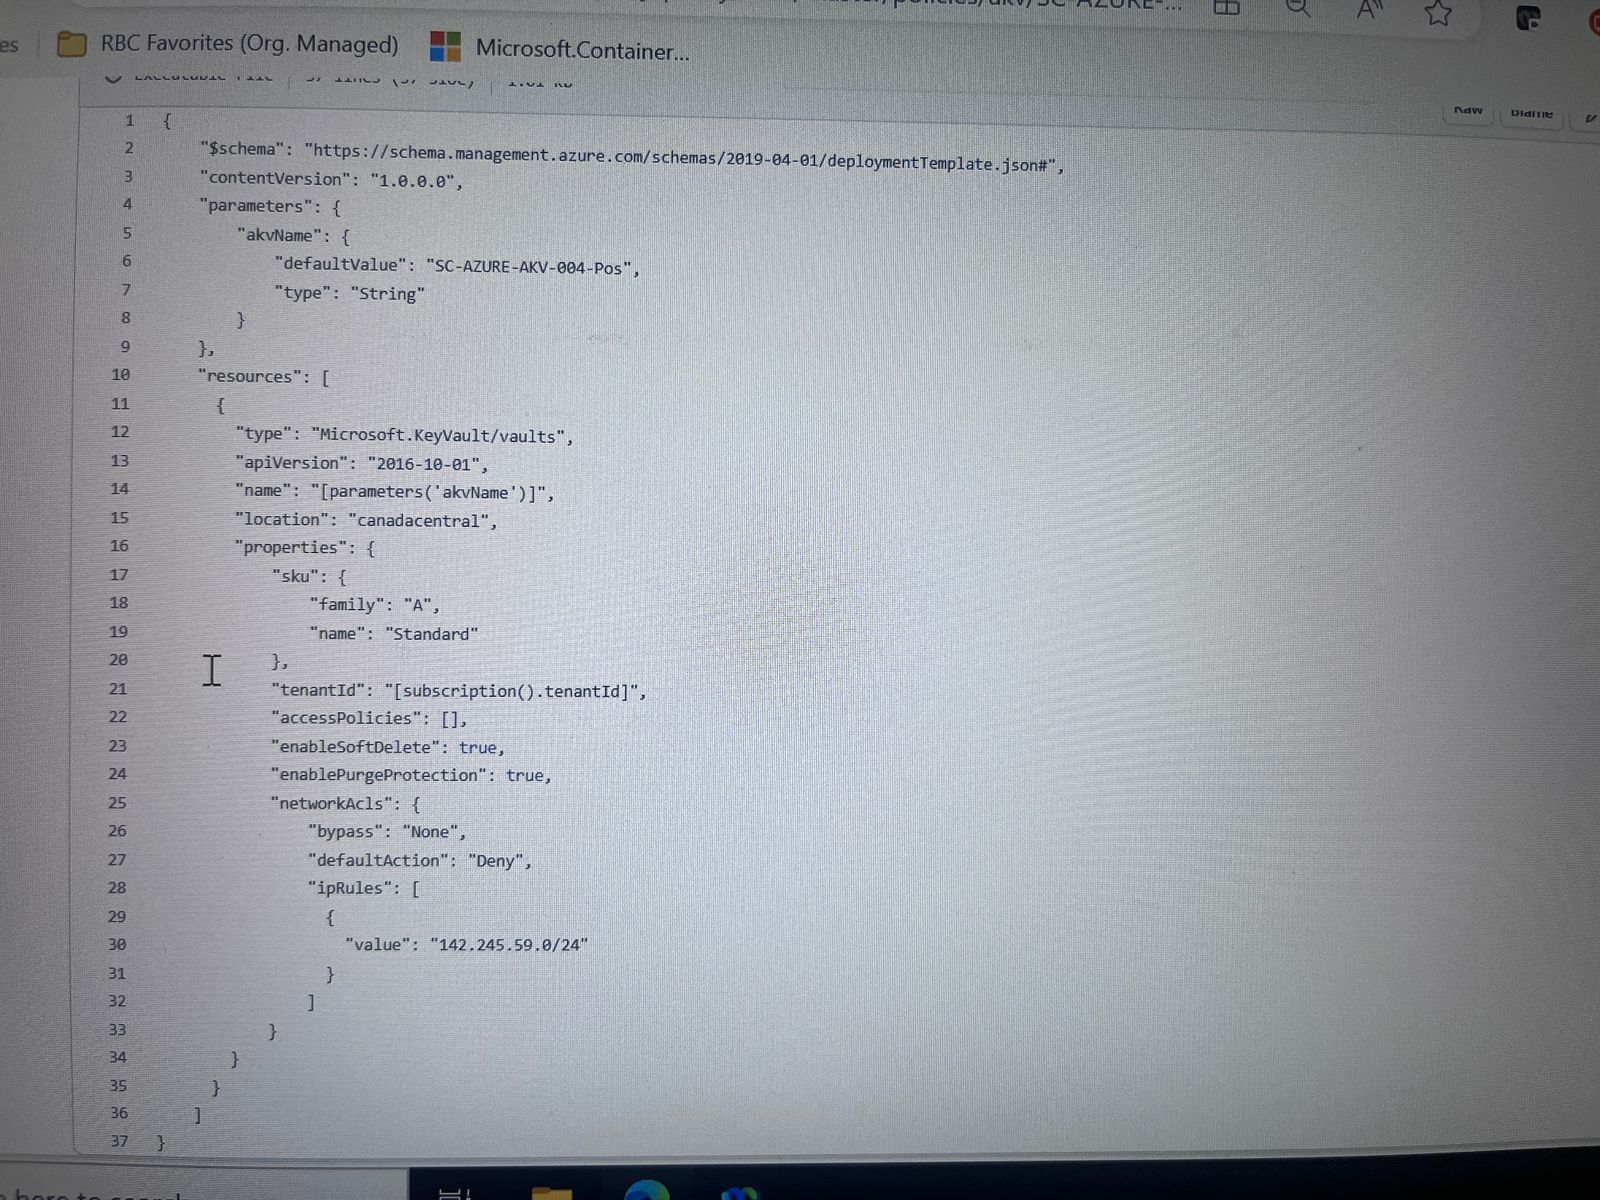 es RBC Favorites (Org. Managed) Microsoft.Container...
Raw Blame
1 {
2 "$schema": "https://schema.management.azure.com/schemas/2019-04-01/deploymentTemplate.json#",
3 "contentVersion": "1.0.0.0",
4 "parameters": {
5 "akvName": {
6 "defaultValue": "SC-AZURE-AKV-004-Pos",
7 "type": "String"
8 }
9 },
10 "resources": [
11 {
12 "type": "Microsoft.KeyVault/vaults",
13 "apiVersion": "2016-10-01",
14 "name": "[parameters('akvName')]",
15 "location": "canadacentral",
16 "properties": {
17 "sku": {
18 "family": "A",
19 "name": "Standard"
20 },
21 "tenantId": "[subscription().tenantId]",
22 "accessPolicies": [],
23 "enableSoftDelete": true,
24 "enablePurgeProtection": true,
25 "networkAcls": {
26 "bypass": "None",
27 "defaultAction": "Deny",
28 "ipRules": [
29 {
30 "value": "142.245.59.0/24"
31 }
32 ]
33 }
34 }
35 }
36 ]
37 }